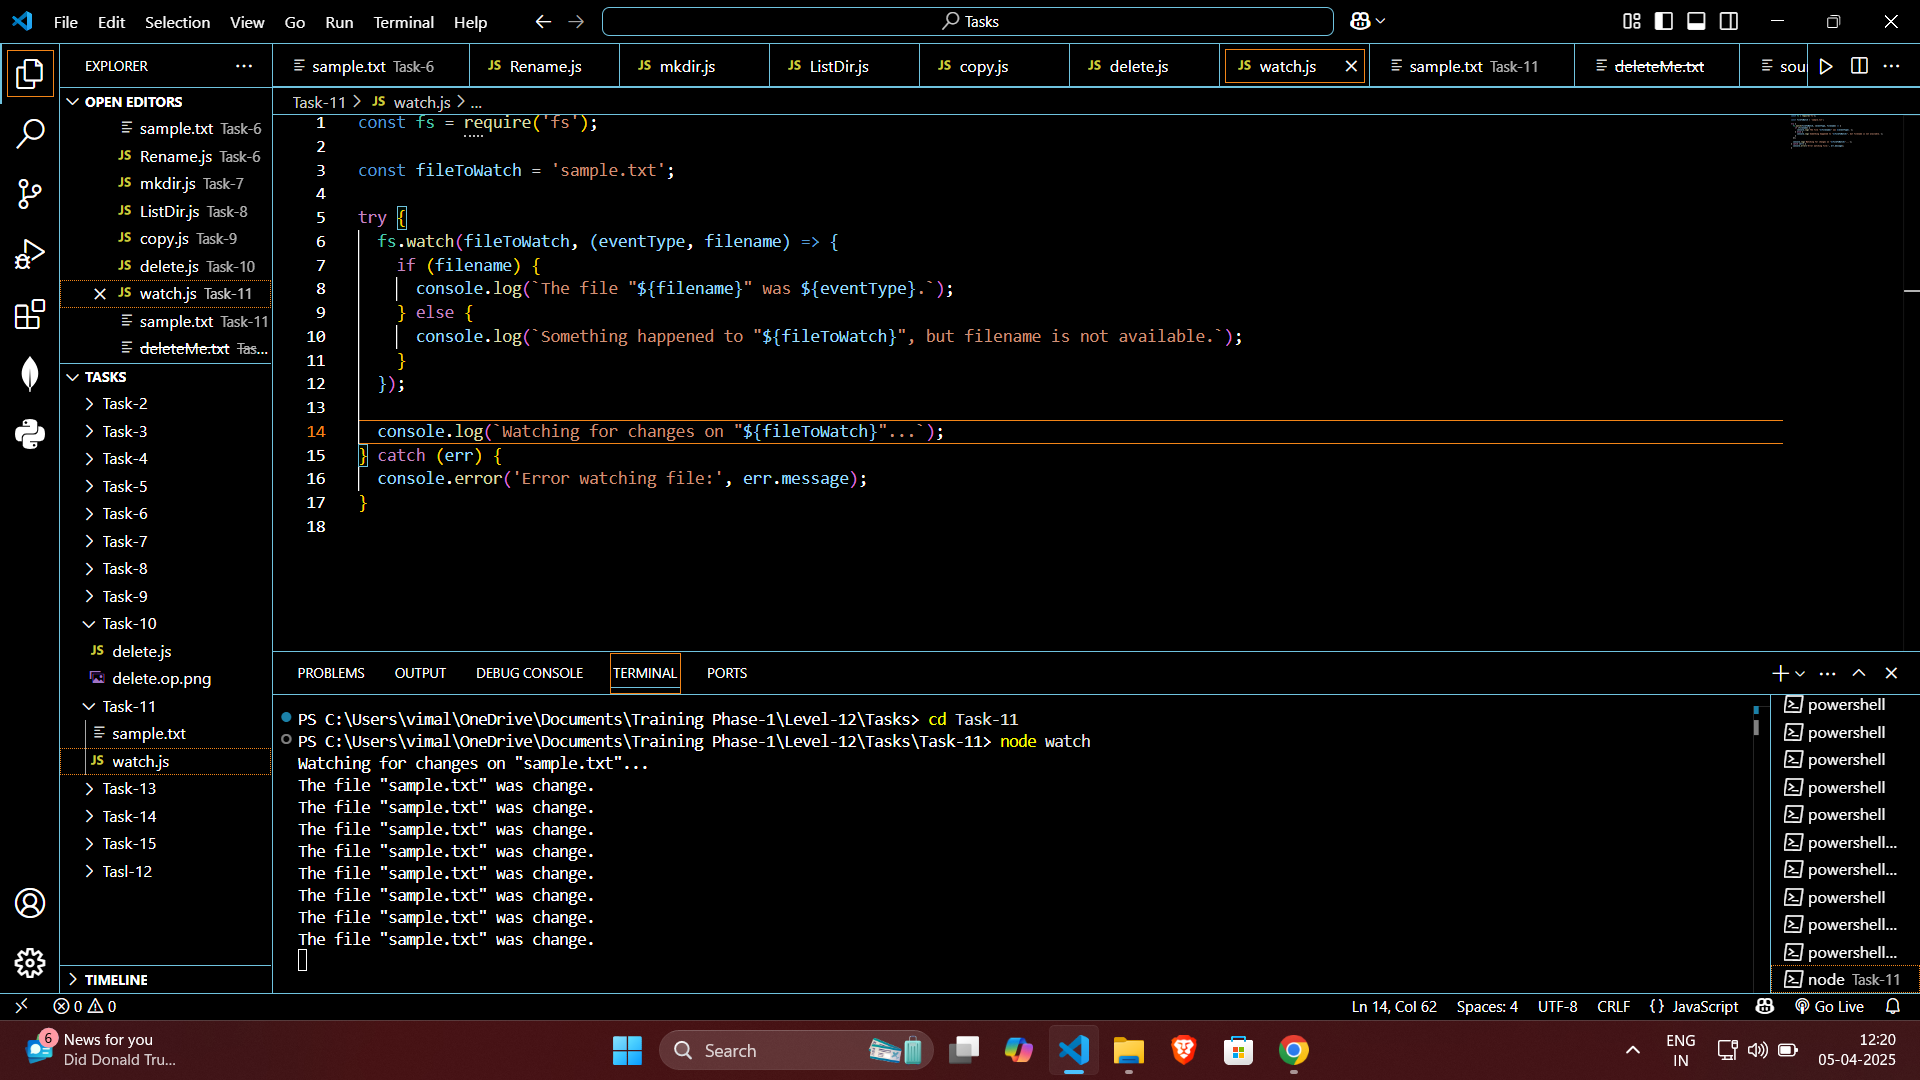 File Edit Selection View Go Run Terminal Help
Tasks
EXPLORER
OPEN EDITORS
sample.txt Task-6
JS Rename.js Task-6
JS mkdir.js Task-7
JS ListDir.js Task-8
JS copy.js Task-9
JS delete.js Task-10
JS watch.js Task-11
sample.txt Task-11
deleteMe.txt Tas...
TASKS
Task-2
Task-3
Task-4
Task-5
Task-6
Task-7
Task-8
Task-9
Task-10
JS delete.js
delete.op.png
Task-11
sample.txt
JS watch.js
Task-13
Task-14
Task-15
Tasl-12
TIMELINE
sample.txt Task-6 JS Rename.js JS mkdir.js JS ListDir.js JS copy.js JS delete.js JS watch.js sample.txt Task-11 deleteMe.txt sou
Task-11 > JS watch.js > ...
1 const fs = require('fs');
2
3 const fileToWatch = 'sample.txt';
4
5 try {
6 fs.watch(fileToWatch, (eventType, filename) => {
7 if (filename) {
8 console.log(`The file "${filename}" was ${eventType}.`);
9 } else {
10 console.log(`Something happened to "${fileToWatch}", but filename is not available.`);
11 }
12 });
13
14 console.log(`Watching for changes on "${fileToWatch}"...`);
15 } catch (err) {
16 console.error('Error watching file:', err.message);
17 }
18
PROBLEMS OUTPUT DEBUG CONSOLE TERMINAL PORTS
PS C:\Users\vimal\OneDrive\Documents\Training Phase-1\Level-12\Tasks> cd Task-11
PS C:\Users\vimal\OneDrive\Documents\Training Phase-1\Level-12\Tasks\Task-11> node watch
Watching for changes on "sample.txt"...
The file "sample.txt" was change.
The file "sample.txt" was change.
The file "sample.txt" was change.
The file "sample.txt" was change.
The file "sample.txt" was change.
The file "sample.txt" was change.
The file "sample.txt" was change.
The file "sample.txt" was change.
powershell
powershell
powershell
powershell
powershell
powershell...
powershell...
powershell
powershell...
powershell...
node Task-11
0 0
Ln 14, Col 62 Spaces: 4 UTF-8 CRLF {} JavaScript Go Live
6
News for you
Did Donald Tru...
Search
ENG
IN
12:20
05-04-2025